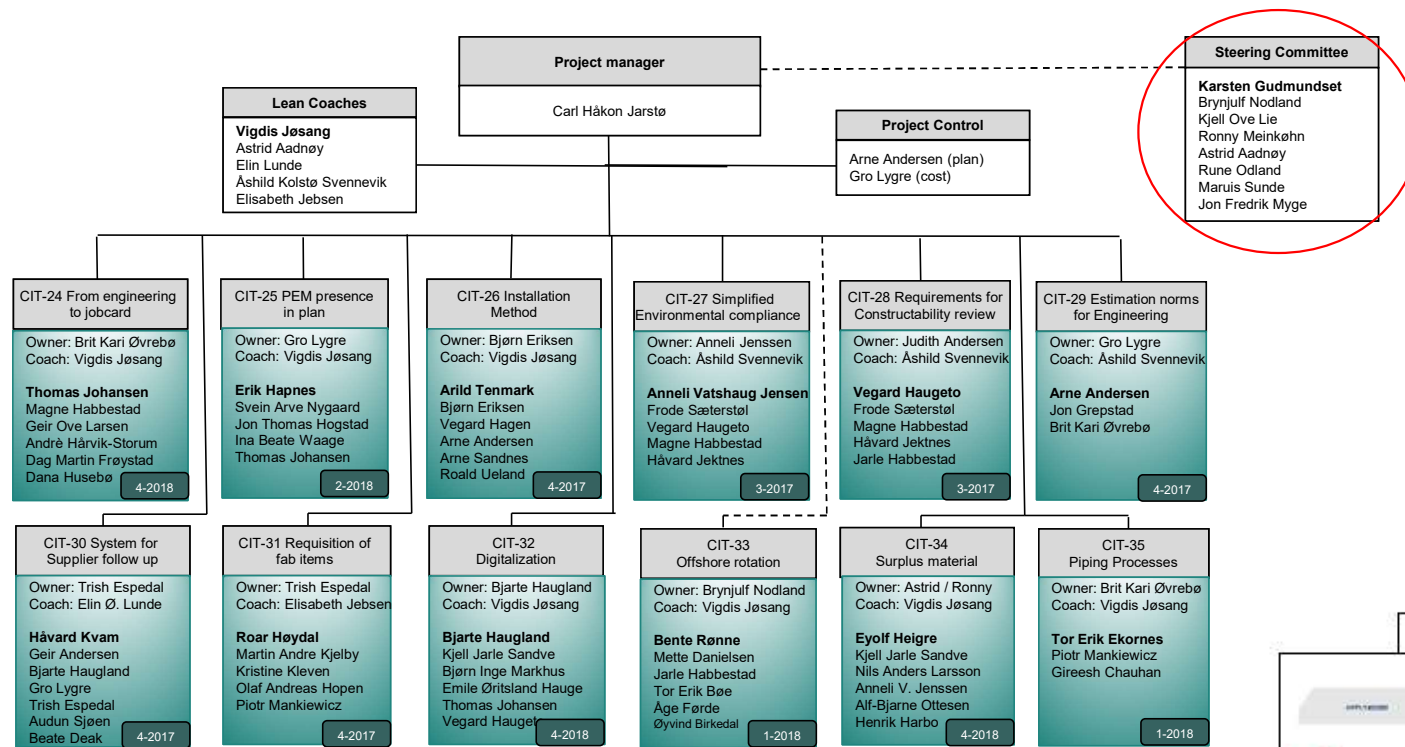 Project manager
Carl Håkon Jarstø
Steering Committee
Karsten Gudmundset
Brynjulf Nodland
Kjell Ove Lie
Ronny Meinkøhn
Astrid Aadnøy
Rune Odland
Maruis Sunde
Jon Fredrik Myge
Lean Coaches
Vigdis Jøsang
Astrid Aadnøy
Elin Lunde
Åshild Kolstø Svennevik
Elisabeth Jebsen
Project Control
Arne Andersen (plan)
Gro Lygre (cost)
CIT-24 From engineering
to jobcard
Owner: Brit Kari Øvrebø
Coach: Vigdis Jøsang
Thomas Johansen
Magne Habbestad
Geir Ove Larsen
Andrè Hårvik-Storum
Dag Martin Frøystad
Dana Husebø
4-2018
CIT-25 PEM presence
in plan
Owner: Gro Lygre
Coach: Vigdis Jøsang
Erik Hapnes
Svein Arve Nygaard
Jon Thomas Hogstad
Ina Beate Waage
Thomas Johansen
2-2018
CIT-26 Installation
Method
Owner: Bjørn Eriksen
Coach: Vigdis Jøsang
Arild Tenmark
Bjørn Eriksen
Vegard Hagen
Arne Andersen
Arne Sandnes
Roald Ueland
4-2017
CIT-27 Simplified
Environmental compliance
Owner: Anneli Jenssen
Coach: Åshild Svennevik
Anneli Vatshaug Jensen
Frode Sæterstøl
Vegard Haugeto
Magne Habbestad
Håvard Jektnes
3-2017
CIT-28 Requirements for
Constructability review
Owner: Judith Andersen
Coach: Åshild Svennevik
Vegard Haugeto
Frode Sæterstøl
Magne Habbestad
Håvard Jektnes
Jarle Habbestad
3-2017
CIT-29 Estimation norms
for Engineering
Owner: Gro Lygre
Coach: Åshild Svennevik
Arne Andersen
Jon Grepstad
Brit Kari Øvrebø
4-2017
CIT-30 System for
Supplier follow up
Owner: Trish Espedal
Coach: Elin Ø. Lunde
Håvard Kvam
Geir Andersen
Bjarte Haugland
Gro Lygre
Trish Espedal
Audun Sjøen
Beate Deak
4-2017
CIT-31 Requisition of
fab items
Owner: Trish Espedal
Coach: Elisabeth Jebsen
Roar Høydal
Martin Andre Kjelby
Kristine Kleven
Olaf Andreas Hopen
Piotr Mankiewicz
4-2017
CIT-32
Digitalization
Owner: Bjarte Haugland
Coach: Vigdis Jøsang
Bjarte Haugland
Kjell Jarle Sandve
Bjørn Inge Markhus
Emile Øritsland Hauge
Thomas Johansen
Vegard Haugeto
4-2018
CIT-33
Offshore rotation
Owner: Brynjulf Nodland
Coach: Vigdis Jøsang
Bente Rønne
Mette Danielsen
Jarle Habbestad
Tor Erik Bøe
Åge Førde
Øyvind Birkedal
1-2018
CIT-34
Surplus material
Owner: Astrid / Ronny
Coach: Vigdis Jøsang
Eyolf Heigre
Kjell Jarle Sandve
Nils Anders Larsson
Anneli V. Jenssen
Alf-Bjarne Ottesen
Henrik Harbo
4-2018
CIT-35
Piping Processes
Owner: Brit Kari Øvrebø
Coach: Vigdis Jøsang
Tor Erik Ekornes
Piotr Mankiewicz
Gireesh Chauhan
1-2018